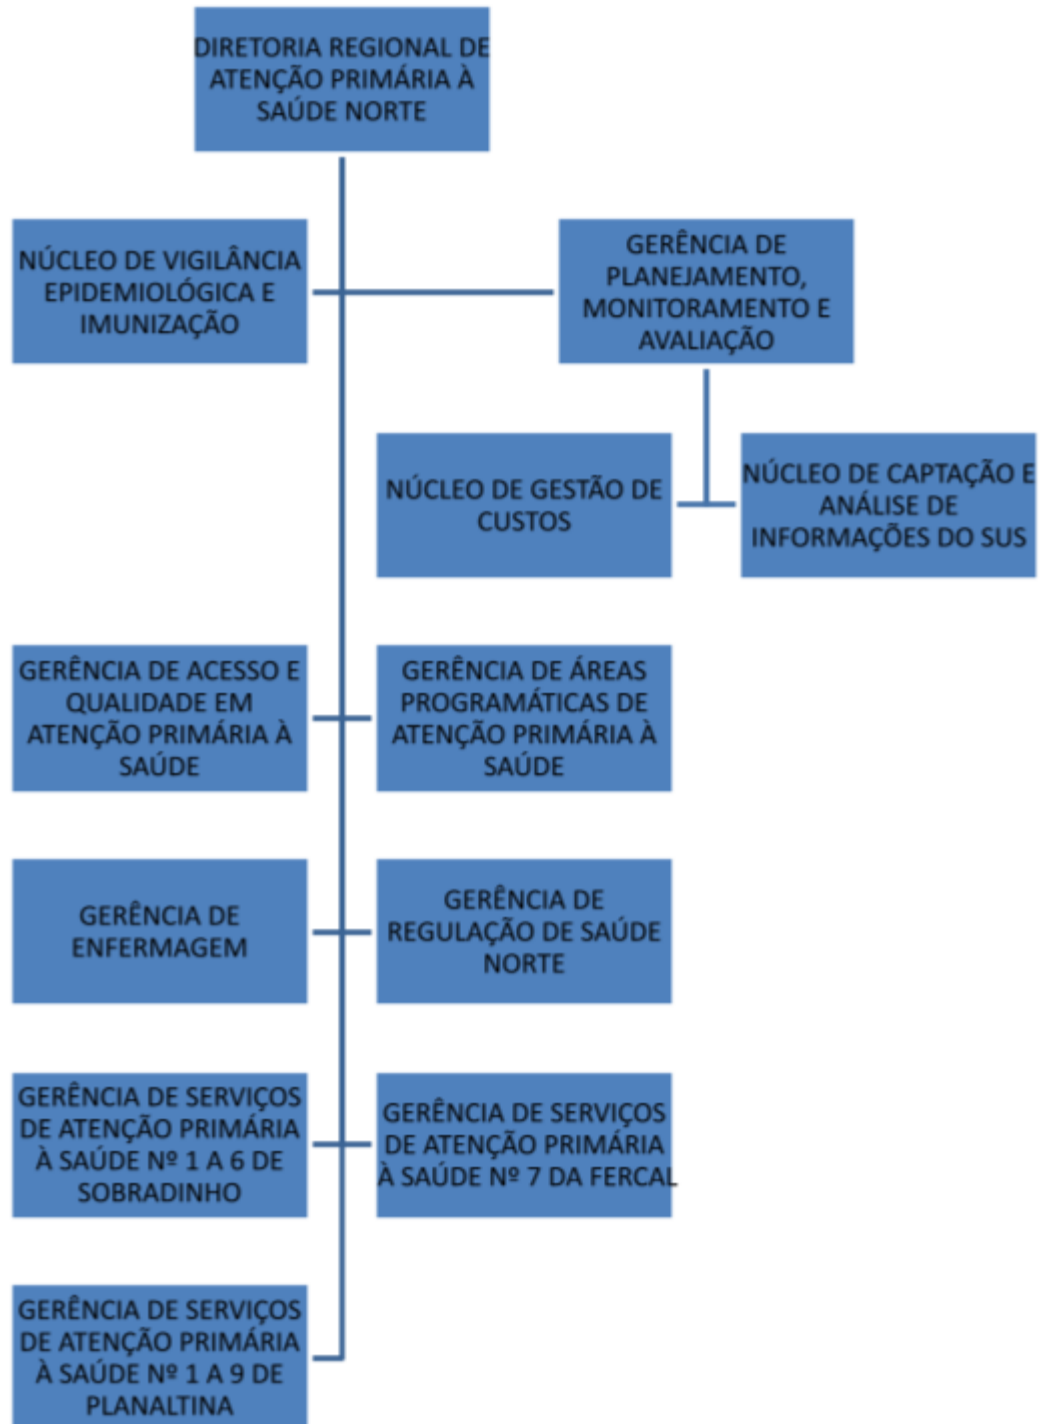 DIRETORIA REGIONAL DE
ATENÇÃO PRIMÁRIA À
SAÚDE NORTE
NÚCLEO DE VIGILÂNCIA
EPIDEMIOLÓGICA E
IMUNIZAÇÃO
GERÊNCIA DE
PLANEJAMENTO,
MONITORAMENTO E
AVALIAÇÃO
NÚCLEO DE GESTÃO DE
CUSTOS
NÚCLEO DE CAPTAÇÃO E
ANÁLISE DE
INFORMAÇÕES DO SUS
GERÊNCIA DE ACESSO E
QUALIDADE EM
ATENÇÃO PRIMÁRIA À
SAÚDE
GERÊNCIA DE ÁREAS
PROGRAMÁTICAS DE
ATENÇÃO PRIMÁRIA À
SAÚDE
GERÊNCIA DE
ENFERMAGEM
GERÊNCIA DE
REGULAÇÃO DE SAÚDE
NORTE
GERÊNCIA DE SERVIÇOS
DE ATENÇÃO PRIMÁRIA
À SAÚDE Nº 1 A 6 DE
SOBRADINHO
GERÊNCIA DE SERVIÇOS
DE ATENÇÃO PRIMÁRIA
À SAÚDE Nº 7 DA FERCAL
GERÊNCIA DE SERVIÇOS
DE ATENÇÃO PRIMÁRIA
À SAÚDE Nº 1 A 9 DE
PLANALTINA